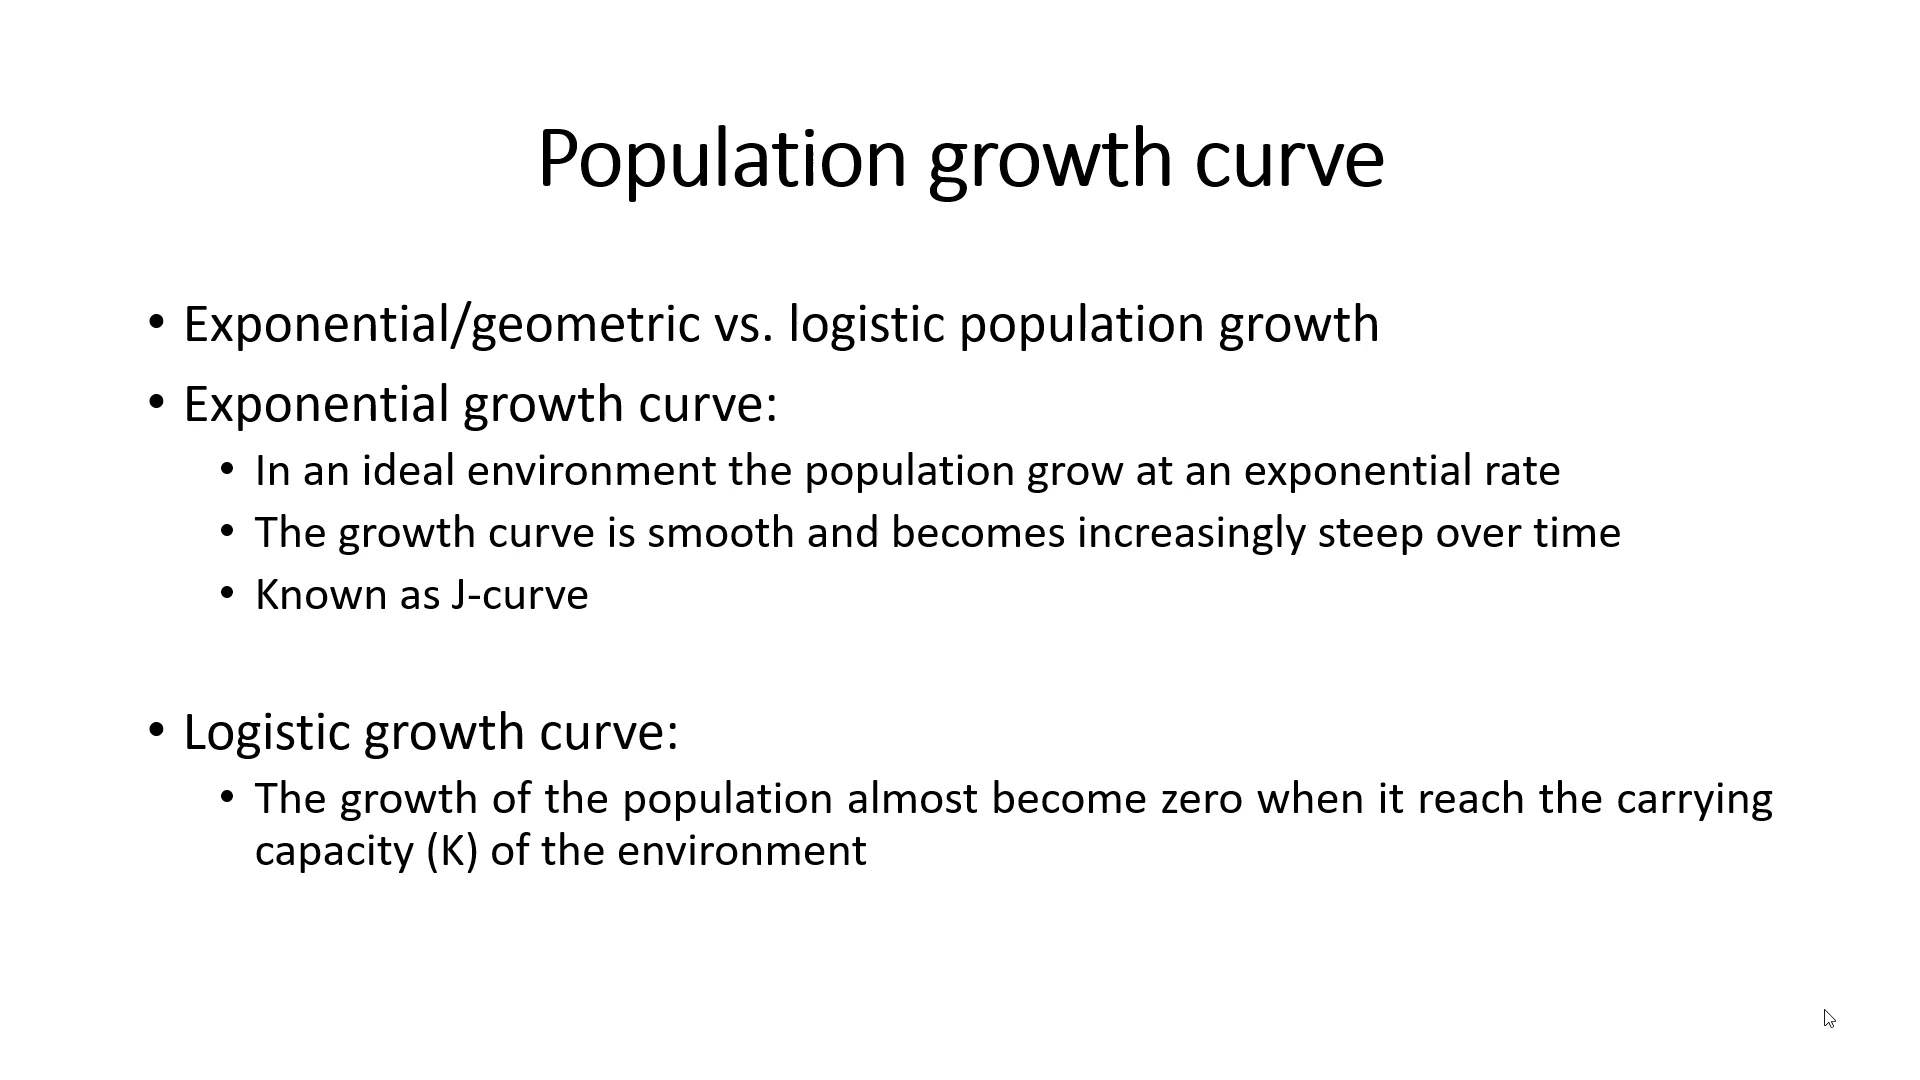 Population growth curve
• Exponential/geometric vs. logistic population growth
• Exponential growth curve:
• In an ideal environment the population grow at an exponential rate
• The growth curve is smooth and becomes increasingly steep over time
• Known as J-curve
• Logistic growth curve:
• The growth of the population almost become zero when it reach the carrying
capacity (K) of the environment